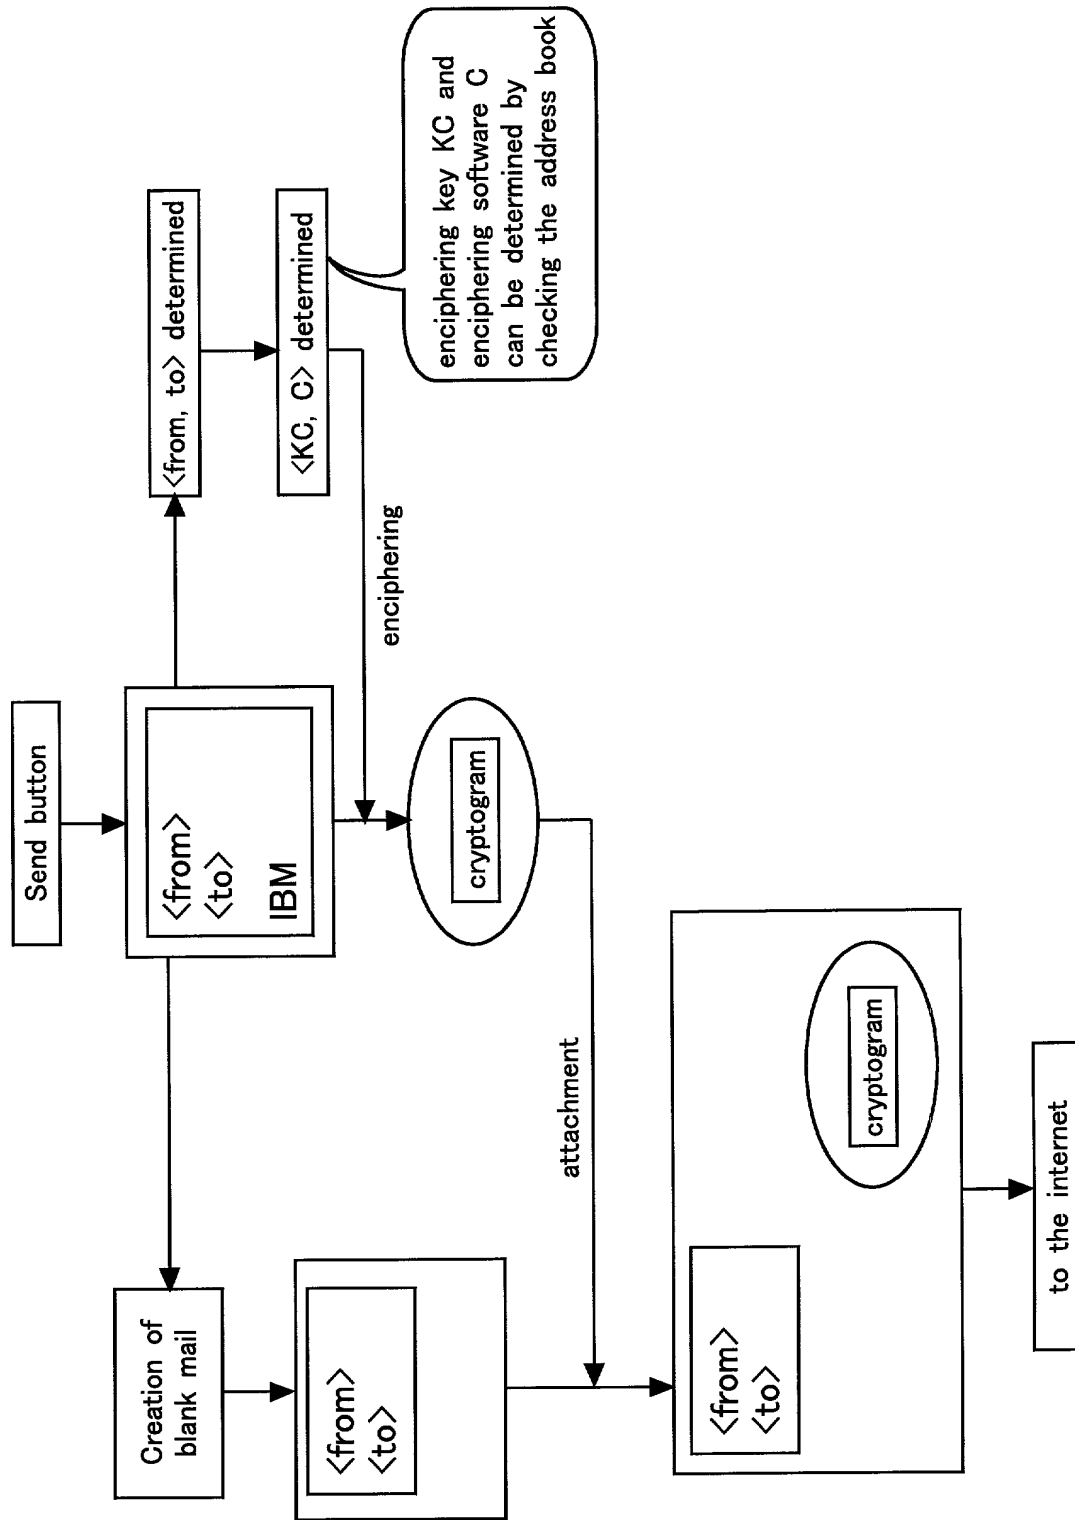 Send button
<from>
<to>
IBM
<from, to> determined
<KC, C> determined
enciphering key KC and
enciphering software C
can be determined by
checking the address book
enciphering
cryptogram
Creation of
blank mail
<from>
<to>
attachment
<from>
<to>
cryptogram
to the internet